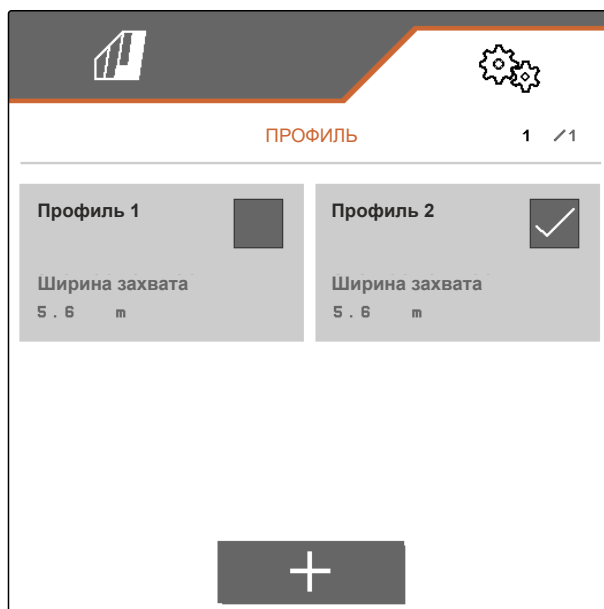 ПРОФИЛЬ 1 /1
Профиль 1
Ширина захвата
5.6 m
Профиль 2
Ширина захвата
5.6 m